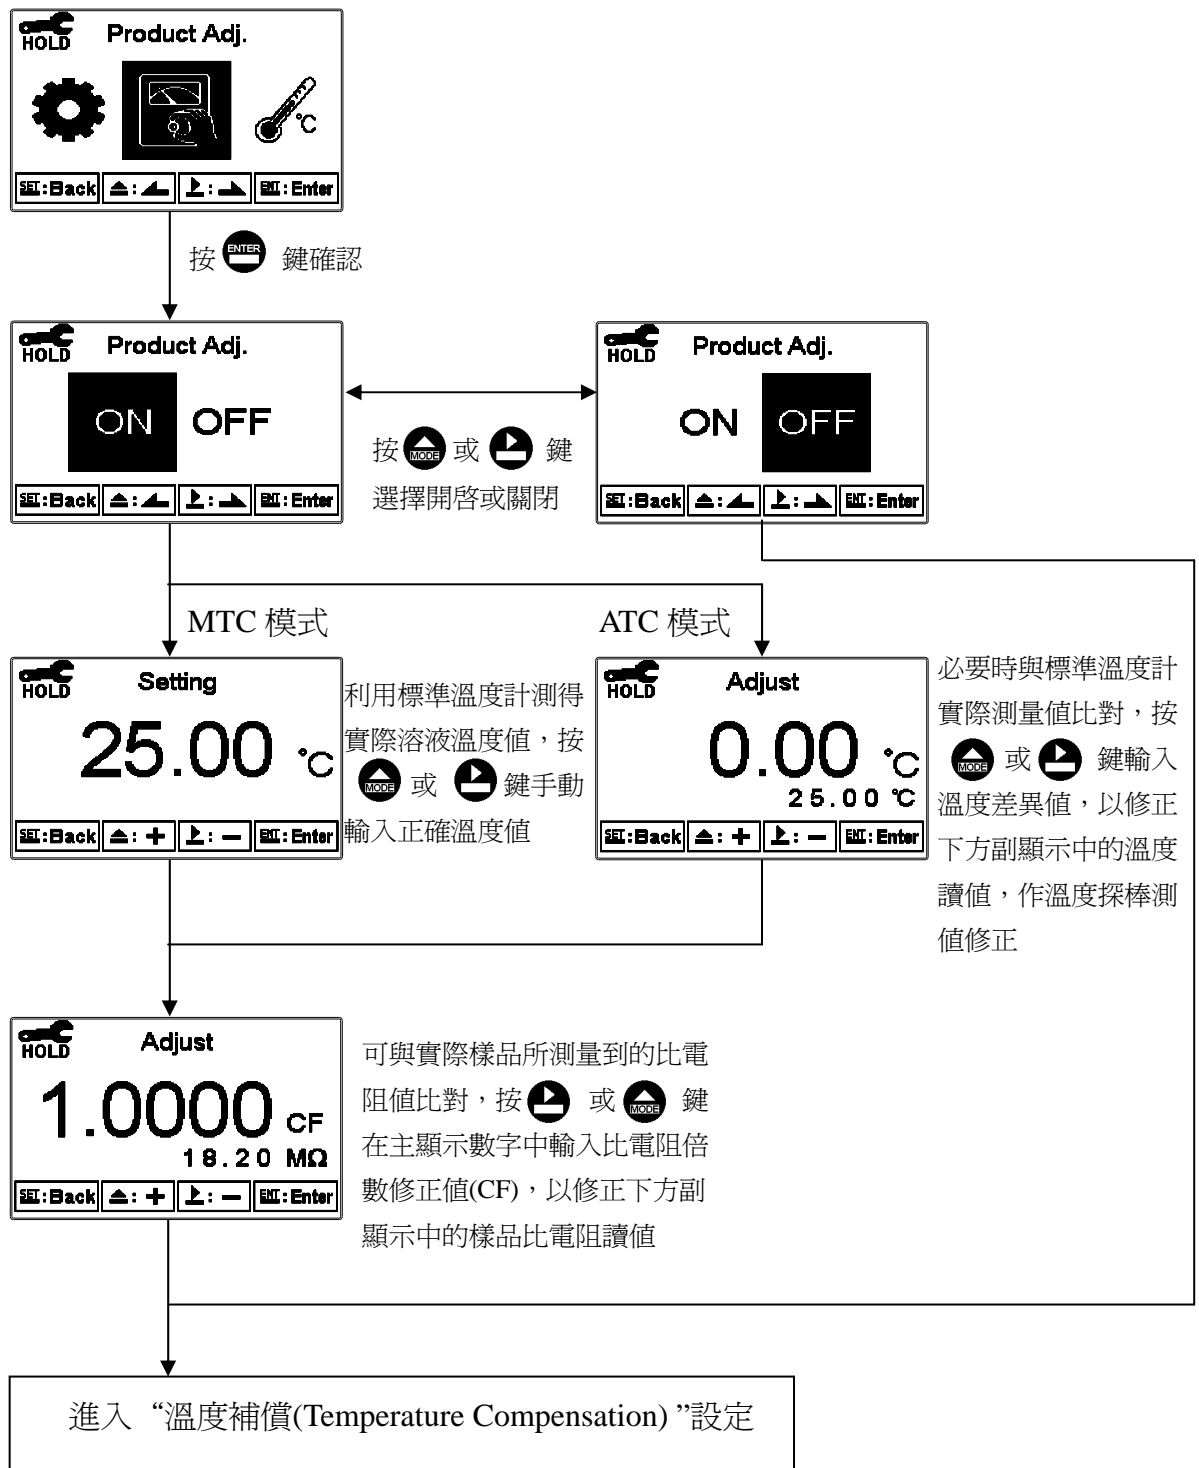 HOLD Product Adj.
℃
SET:Back ▲:◢ ▶:◣ ENT:Enter
按 ENTER 鍵確認
HOLD Product Adj.
ON OFF
SET:Back ▲:◢ ▶:◣ ENT:Enter
按 MODE 或 鍵
選擇開啓或關閉
HOLD Product Adj.
ON OFF
SET:Back ▲:◢ ▶:◣ ENT:Enter
MTC 模式
ATC 模式
HOLD Setting
25.00 ℃
SET:Back ▲:+ ▶:− ENT:Enter
利用標準溫度計測得
實際溶液溫度值，按
MODE 或 鍵手動
輸入正確溫度值
HOLD Adjust
0.00 ℃
25.00 ℃
SET:Back ▲:+ ▶:− ENT:Enter
必要時與標準溫度計
實際測量值比對，按
MODE 或 鍵輸入
溫度差異值，以修正
下方副顯示中的溫度
讀值，作溫度探棒測
值修正
HOLD Adjust
1.0000 CF
18.20 MΩ
SET:Back ▲:+ ▶:− ENT:Enter
可與實際樣品所測量到的比電
阻值比對，按 或 MODE 鍵
在主顯示數字中輸入比電阻倍
數修正值(CF)，以修正下方副
顯示中的樣品比電阻讀值
進入“溫度補償(Temperature Compensation) ”設定